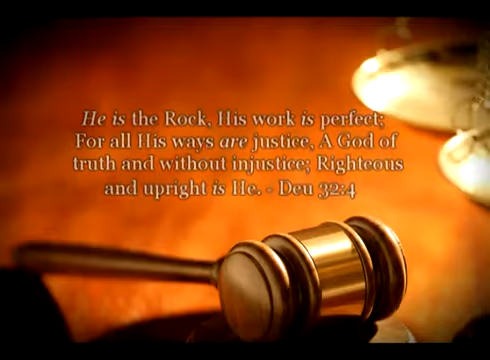 He is the Rock, His work is perfect;
For all His ways are justice, A God of
truth and without injustice; Righteous
and upright is He. - Deu 32:4